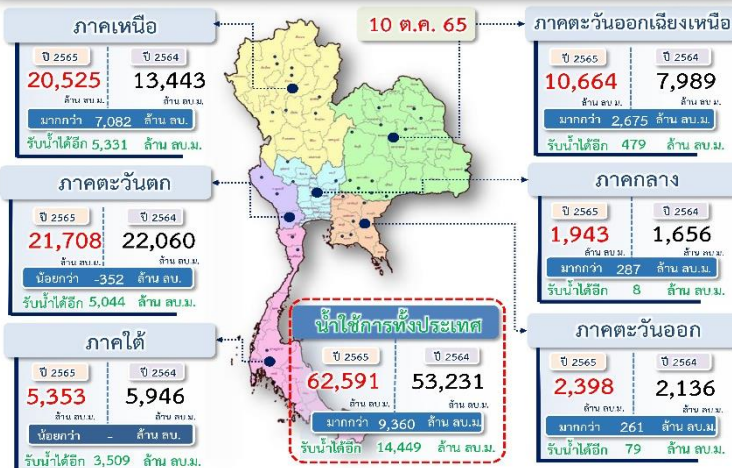 ภาคเหนือ
ปี 2565 ปี 2564
20,525 13,443
ล้าน ลบ.ม. ล้าน ลบ.ม.
มากกว่า 7,082 ล้าน ลบ.
รับน้ำได้อีก 5,331 ล้าน ลบ.ม.
10 ต.ค. 65
ภาคตะวันออกเฉียงเหนือ
ปี 2565 ปี 2564
10,664 7,989
ล้าน ลบ.ม. ล้าน ลบ.ม.
มากกว่า 2,675 ล้าน ลบ.ม.
รับน้ำได้อีก 479 ล้าน ลบ.ม.
ภาคตะวันตก
ปี 2565 ปี 2564
21,708 22,060
ล้าน ลบ.ม. ล้าน ลบ.ม.
น้อยกว่า -352 ล้าน ลบ.
รับน้ำได้อีก 5,044 ล้าน ลบ.ม.
ภาคกลาง
ปี 2565 ปี 2564
1,943 1,656
ล้าน ลบ.ม. ล้าน ลบ.ม.
มากกว่า 287 ล้าน ลบ.ม.
รับน้ำได้อีก 8 ล้าน ลบ.ม.
ภาคใต้
ปี 2565 ปี 2564
5,353 5,946
ล้าน ลบ.ม. ล้าน ลบ.ม.
น้อยกว่า - ล้าน ลบ.
รับน้ำได้อีก 3,509 ล้าน ลบ.ม.
น้ำใช้การทั้งประเทศ
ปี 2565 ปี 2564
62,591 53,231
ล้าน ลบ.ม. ล้าน ลบ.ม.
มากกว่า 9,360 ล้าน ลบ.ม.
รับน้ำได้อีก 14,449 ล้าน ลบ.ม.
ภาคตะวันออก
ปี 2565 ปี 2564
2,398 2,136
ล้าน ลบ.ม. ล้าน ลบ.ม.
มากกว่า 261 ล้าน ลบ.ม.
รับน้ำได้อีก 79 ล้าน ลบ.ม.